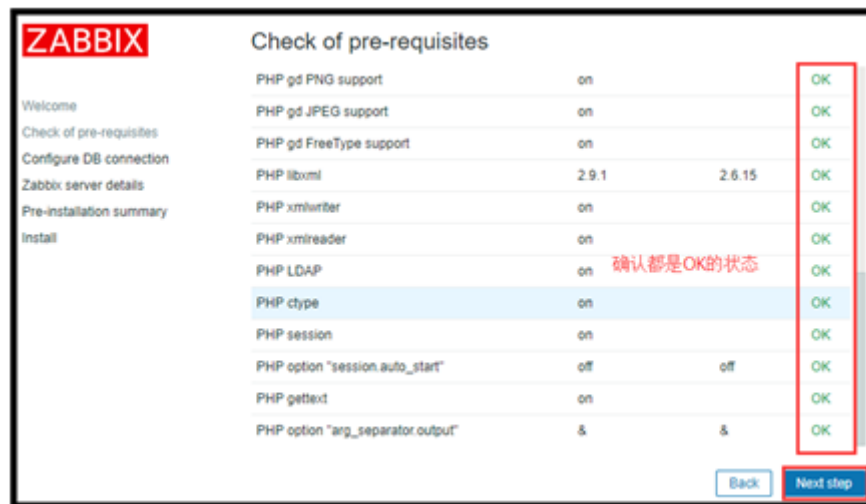 ZABBIX
Check of pre-requisites
Welcome
Check of pre-requisites
Configure DB connection
Zabbix server details
Pre-installation summary
Install
PHP gd PNG support on OK
PHP gd JPEG support on OK
PHP gd FreeType support on OK
PHP libxml 2.9.1 2.6.15 OK
PHP xmlwriter on OK
PHP xmlreader on OK
PHP LDAP on OK
确认都是OK的状态
PHP ctype on OK
PHP session on OK
PHP option "session.auto_start" off off OK
PHP gettext on OK
PHP option "arg_separator.output" & & OK
Back Next step